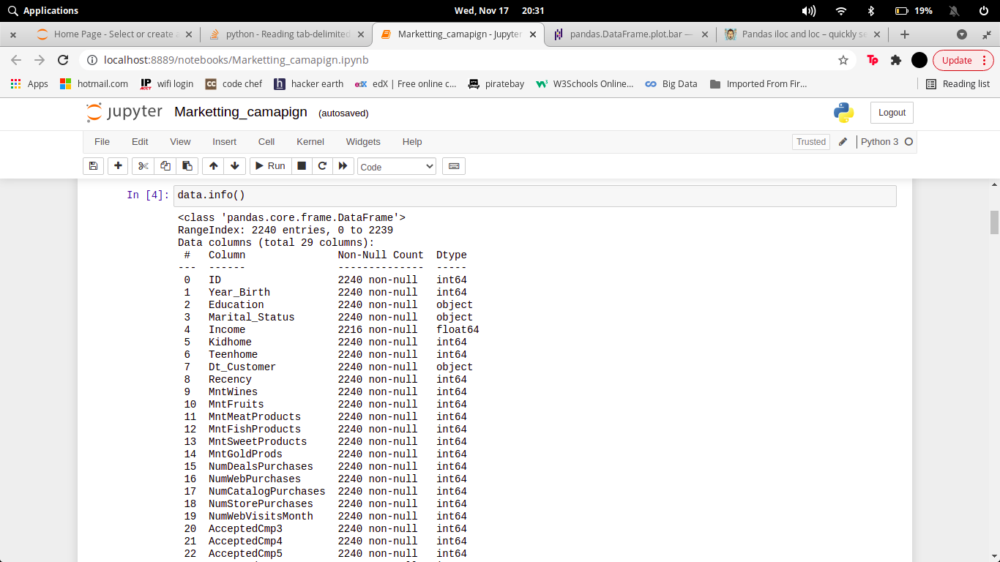 Applications Wed, Nov 17 20:31 19%
Home Page - Select or create a python - Reading tab-delimited Marketting_camapign - Jupyter pandas.DataFrame.plot.bar — Pandas iloc and loc – quickly se
localhost:8889/notebooks/Marketting_camapign.ipynb Tp Update
Apps hotmail.com IP ACCT wifi login CC code chef h hacker earth edX edX | Free online c... piratebay W3Schools Online... Big Data Imported From Fir... Reading list
jupyter Marketting_camapign (autosaved) Logout
File Edit View Insert Cell Kernel Widgets Help Trusted Python 3
Run Code
In [4]: data.info()
<class 'pandas.core.frame.DataFrame'>
RangeIndex: 2240 entries, 0 to 2239
Data columns (total 29 columns):
# Column Non-Null Count Dtype
--- ------ -------------- -----
0 ID 2240 non-null int64
1 Year_Birth 2240 non-null int64
2 Education 2240 non-null object
3 Marital_Status 2240 non-null object
4 Income 2216 non-null float64
5 Kidhome 2240 non-null int64
6 Teenhome 2240 non-null int64
7 Dt_Customer 2240 non-null object
8 Recency 2240 non-null int64
9 MntWines 2240 non-null int64
10 MntFruits 2240 non-null int64
11 MntMeatProducts 2240 non-null int64
12 MntFishProducts 2240 non-null int64
13 MntSweetProducts 2240 non-null int64
14 MntGoldProds 2240 non-null int64
15 NumDealsPurchases 2240 non-null int64
16 NumWebPurchases 2240 non-null int64
17 NumCatalogPurchases 2240 non-null int64
18 NumStorePurchases 2240 non-null int64
19 NumWebVisitsMonth 2240 non-null int64
20 AcceptedCmp3 2240 non-null int64
21 AcceptedCmp4 2240 non-null int64
22 AcceptedCmp5 2240 non-null int64